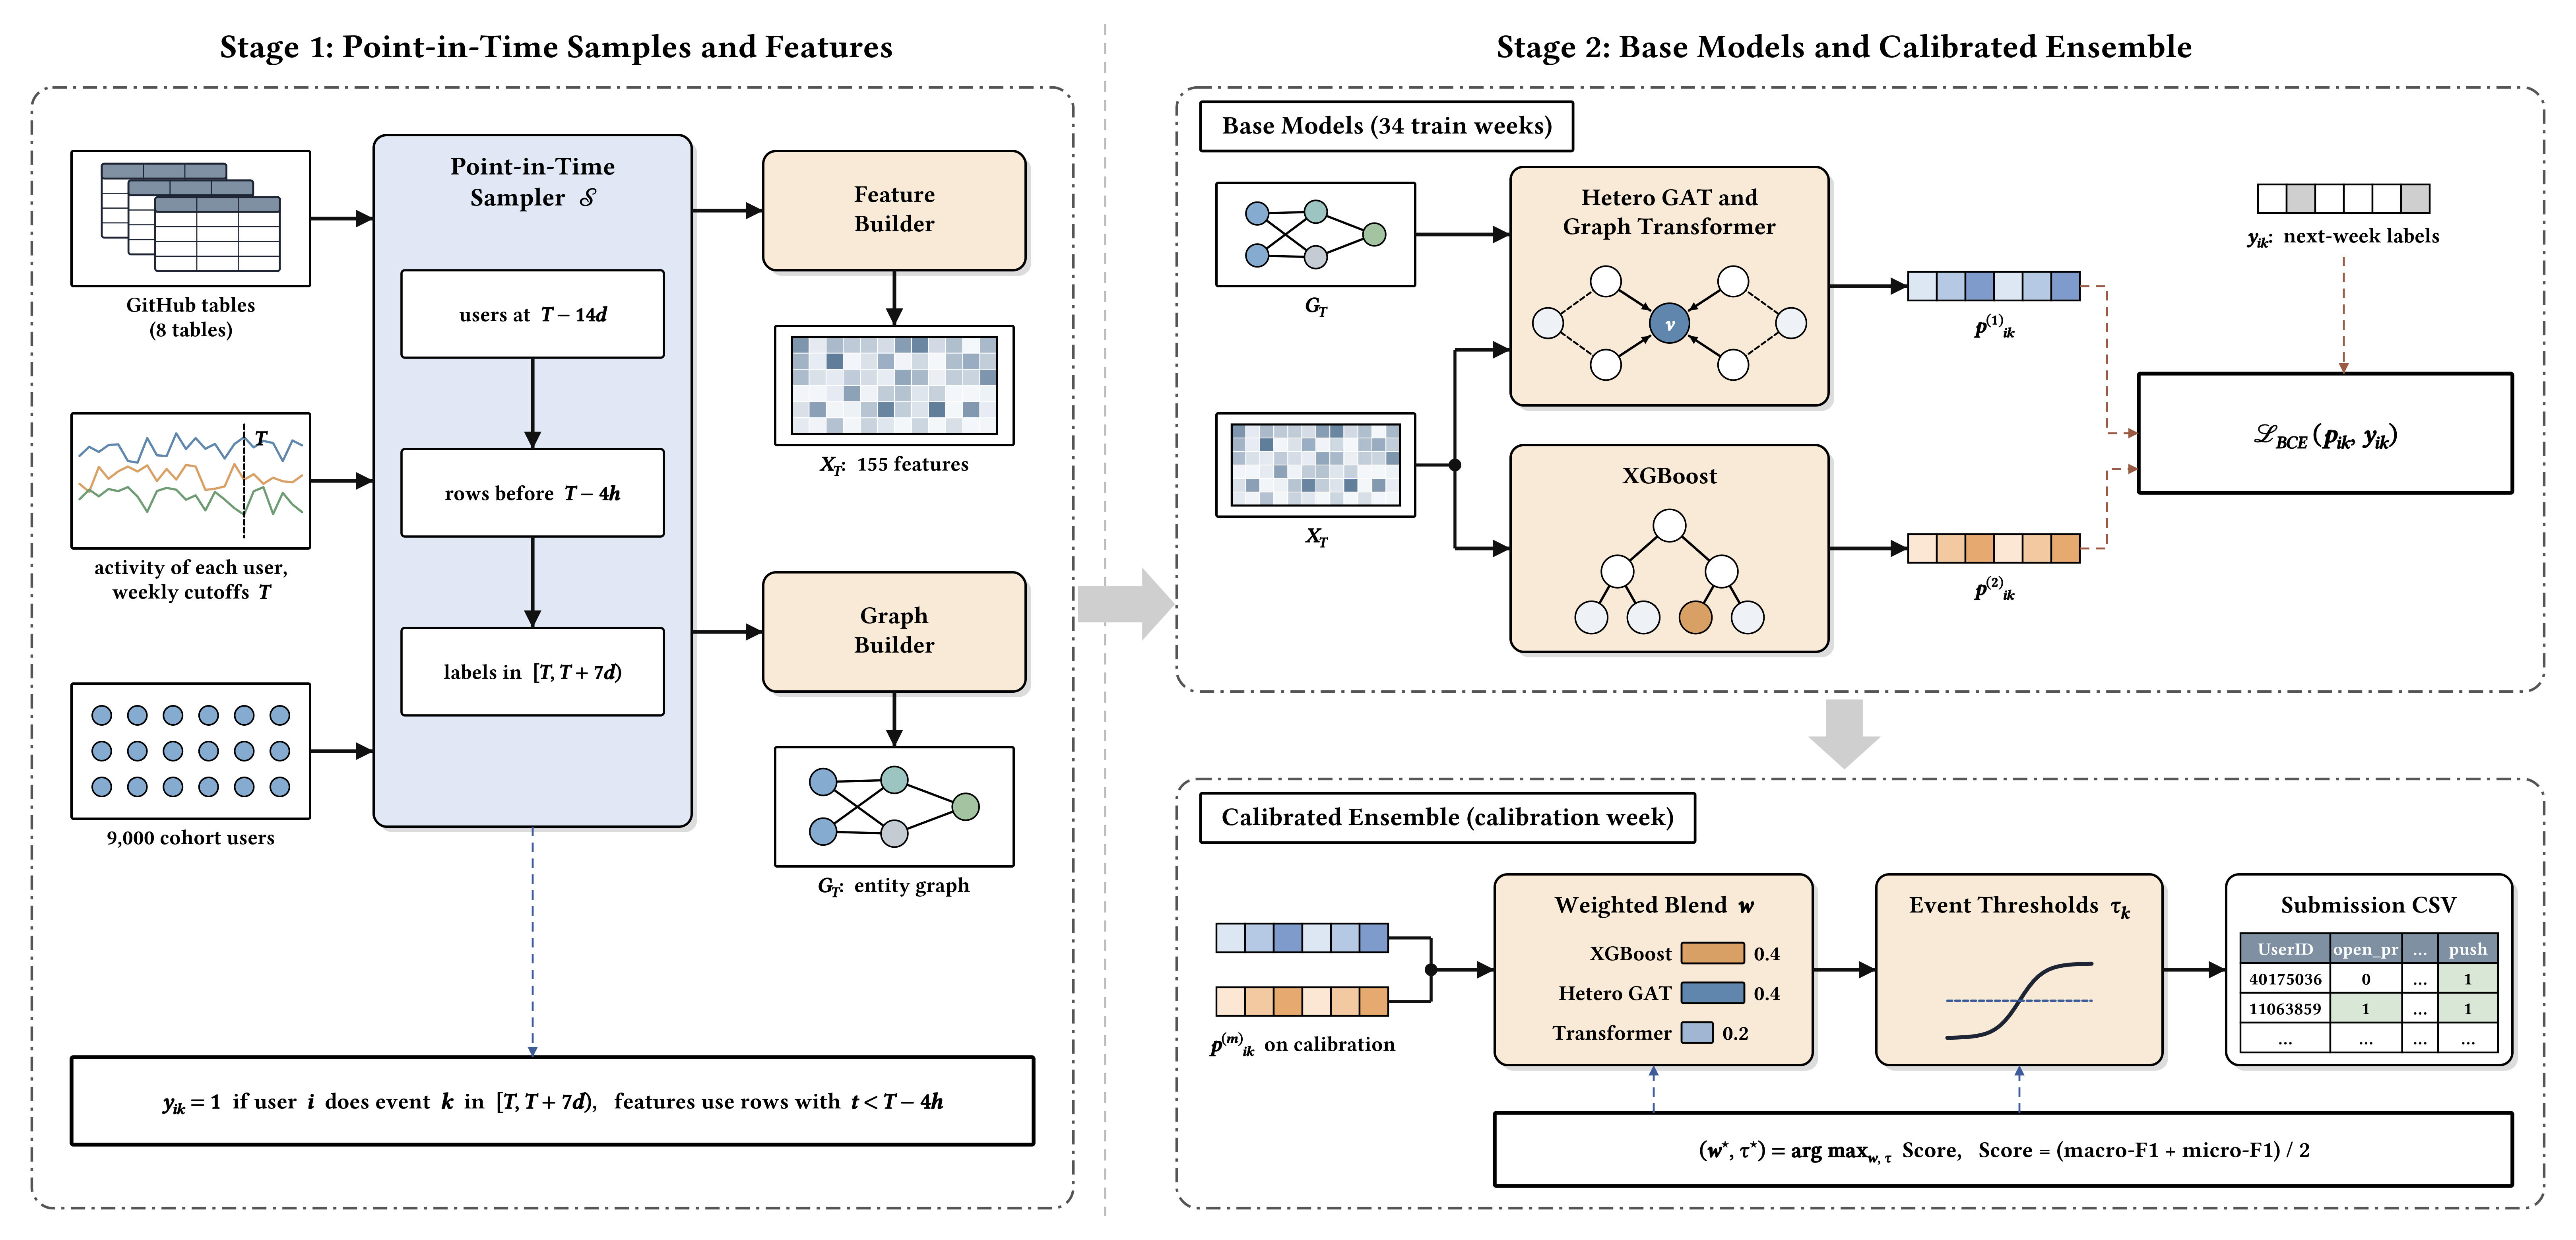 Stage 1: Point-in-Time Samples and Features
GitHub tables
(8 tables)
T
activity of each user,
weekly cutoffs T
9,000 cohort users
Point-in-Time
Sampler 𝒮
users at T − 14d
rows before T − 4h
labels in [T, T + 7d)
Feature
Builder
X_T: 155 features
Graph
Builder
G_T: entity graph
y_ik = 1 if user i does event k in [T, T + 7d), features use rows with t < T − 4h
Stage 2: Base Models and Calibrated Ensemble
Base Models (34 train weeks)
G_T
X_T
Hetero GAT and
Graph Transformer
v
XGBoost
p^(1)_ik
p^(2)_ik
y_ik: next-week labels
ℒ_BCE (p_ik, y_ik)
Calibrated Ensemble (calibration week)
p^(m)_ik on calibration
Weighted Blend w
XGBoost 0.4
Hetero GAT 0.4
Transformer 0.2
Event Thresholds τ_k
Submission CSV
UserID open_pr ... push
40175036 0 ... 1
11063859 1 ... 1
... ... ... ...
(w*, τ*) = arg max_w, τ Score, Score = (macro-F1 + micro-F1) / 2